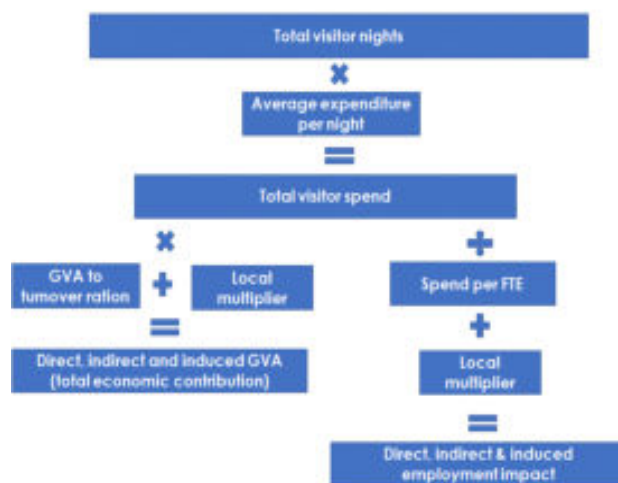 Total visitor nights
Average expenditure
per night
Total visitor spend
GVA to
turnover ration
Local
multiplier
Spend per FTE
Direct, indirect and induced GVA
(total economic contribution)
Local
multiplier
Direct, indirect & induced
employment impact